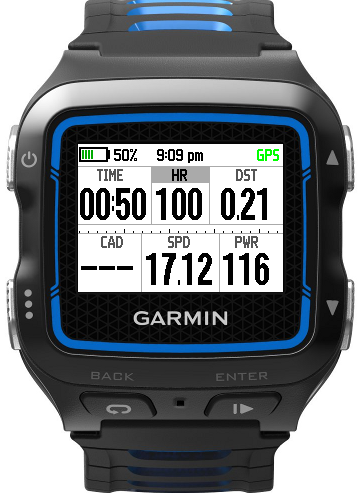 50% 9:09 pm GPS
TIME HR DST
00:50 100 0.21
CAD SPD PWR
--- 17.12 116
GARMIN
BACK ENTER